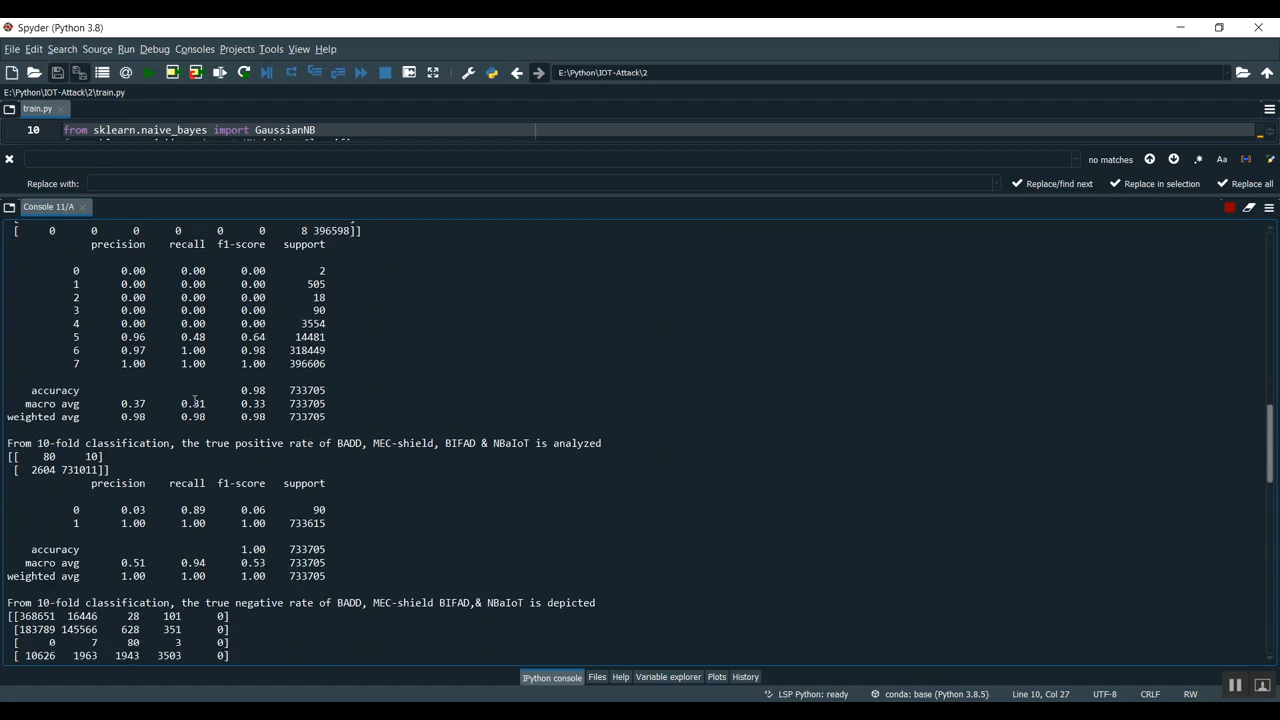 Spyder (Python 3.8)
File Edit Search Source Run Debug Consoles Projects Tools View Help
E:\Python\IOT-Attack\2
E:\Python\IOT-Attack\2\train.py
train.py
10 from sklearn.naive_bayes import GaussianNB
no matches
Aa
Replace with:
Replace/find next Replace in selection Replace all
Console 11/A
[ 0 0 0 0 0 0 8 396598]]
precision recall f1-score support
0 0.00 0.00 0.00 2
1 0.00 0.00 0.00 505
2 0.00 0.00 0.00 18
3 0.00 0.00 0.00 90
4 0.00 0.00 0.00 3554
5 0.96 0.48 0.64 14481
6 0.97 1.00 0.98 318449
7 1.00 1.00 1.00 396606
accuracy 0.98 733705
macro avg 0.37 0.31 0.33 733705
weighted avg 0.98 0.98 0.98 733705
From 10-fold classification, the true positive rate of BADD, MEC-shield, BIFAD & NBaIoT is analyzed
[[ 80 10]
[ 2604 731011]]
precision recall f1-score support
0 0.03 0.89 0.06 90
1 1.00 1.00 1.00 733615
accuracy 1.00 733705
macro avg 0.51 0.94 0.53 733705
weighted avg 1.00 1.00 1.00 733705
From 10-fold classification, the true negative rate of BADD, MEC-shield BIFAD,& NBaIoT is depicted
[[368651 16446 28 101 0]
[183789 145566 628 351 0]
[ 0 7 80 3 0]
[ 10626 1963 1943 3503 0]
IPython console Files Help Variable explorer Plots History
LSP Python: ready conda: base (Python 3.8.5) Line 10, Col 27 UTF-8 CRLF RW